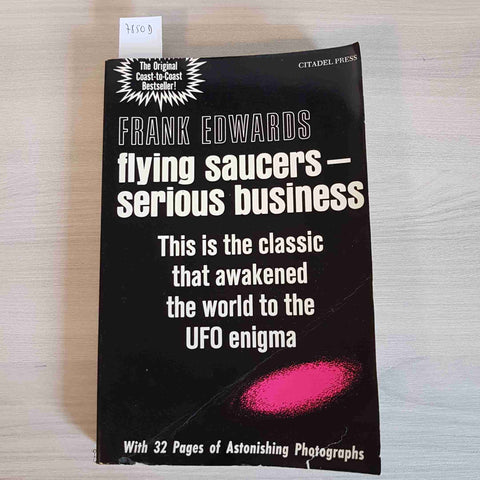 7850D
The Original
Coast-to-Coast
Bestseller!
CITADEL PRESS
FRANK EDWARDS
flying saucers—
serious business
This is the classic
that awakened
the world to the
UFO enigma
With 32 Pages of Astonishing Photographs